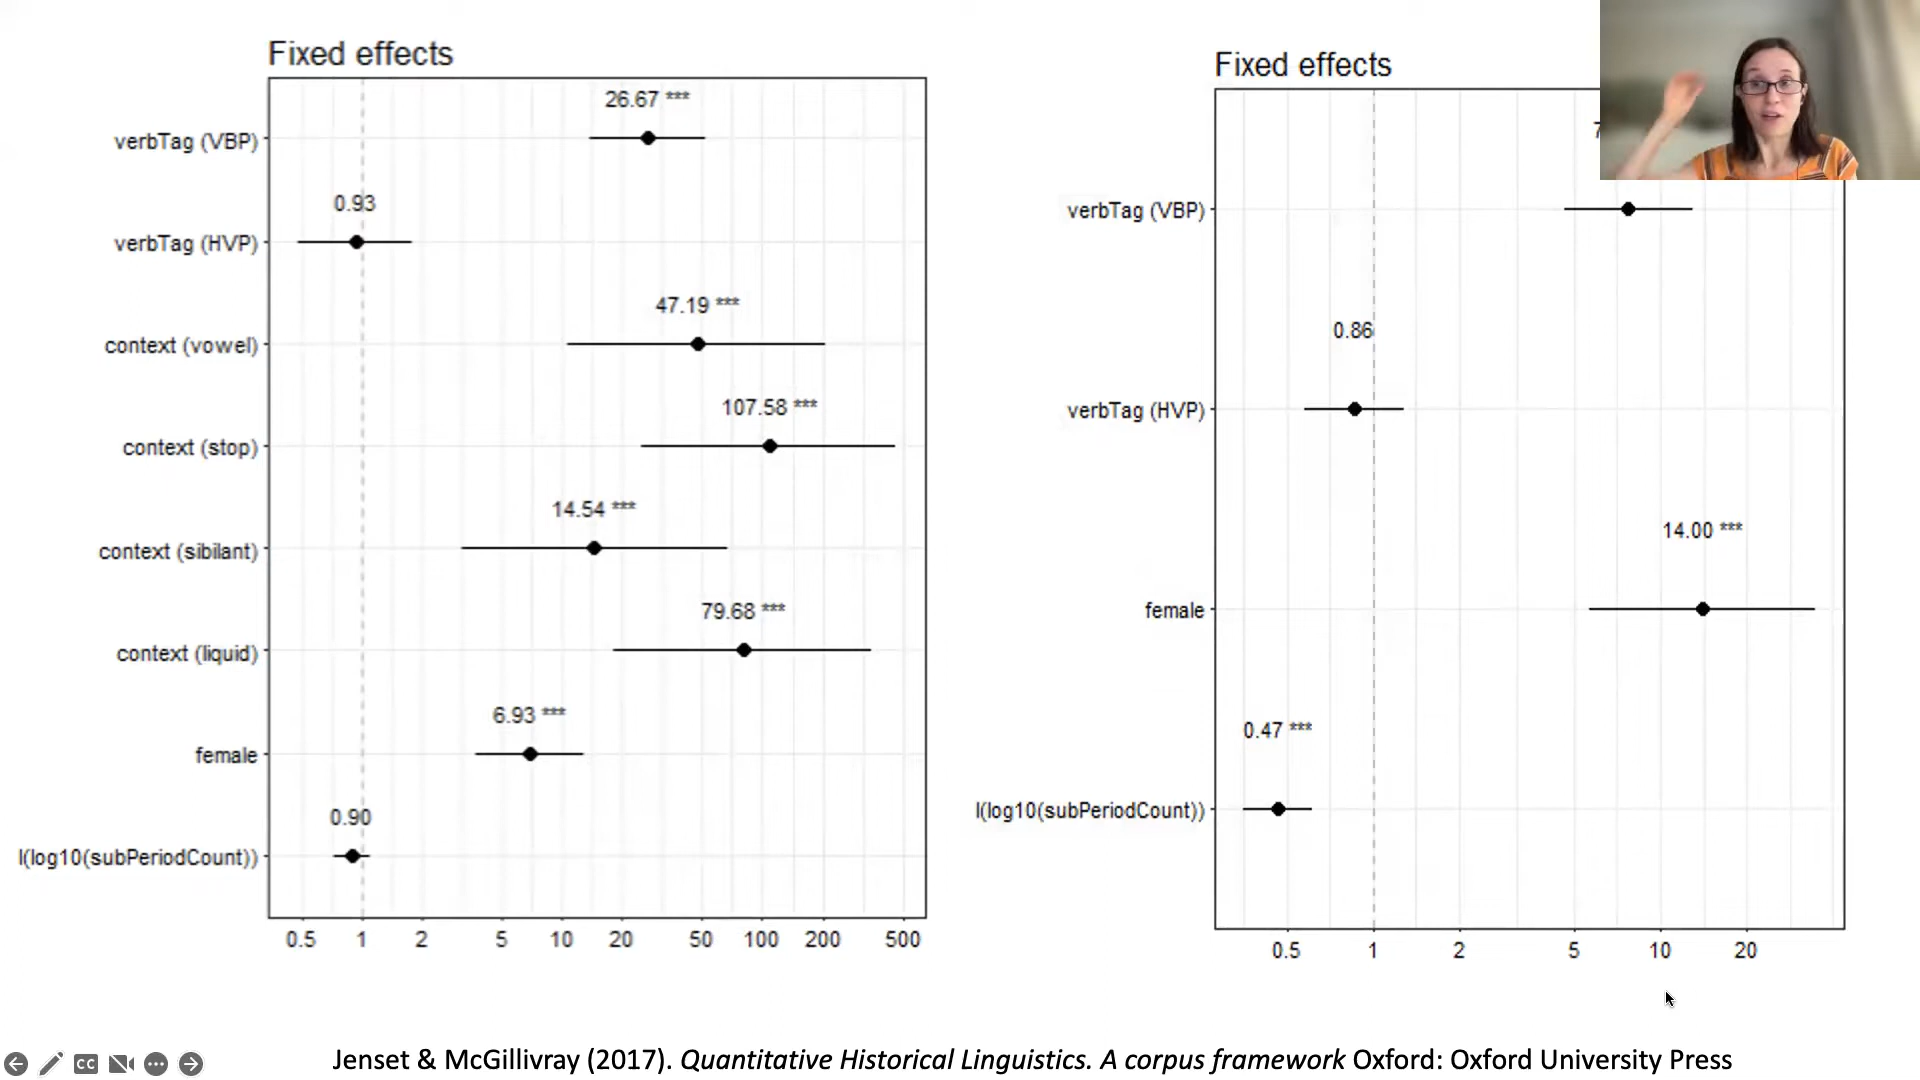 Fixed effects
26.67 ***
verbTag (VBP)
0.93
verbTag (HVP)
47.19 ***
context (vowel)
107.58 ***
context (stop)
14.54 ***
context (sibilant)
79.68 ***
context (liquid)
6.93 ***
female
0.90
I(log10(subPeriodCount))
0.5 1 2 5 10 20 50 100 200 500
Fixed effects
verbTag (VBP)
0.86
verbTag (HVP)
14.00 ***
female
0.47 ***
I(log10(subPeriodCount))
0.5 1 2 5 10 20
CC
Jenset & McGillivray (2017). Quantitative Historical Linguistics. A corpus framework Oxford: Oxford University Press